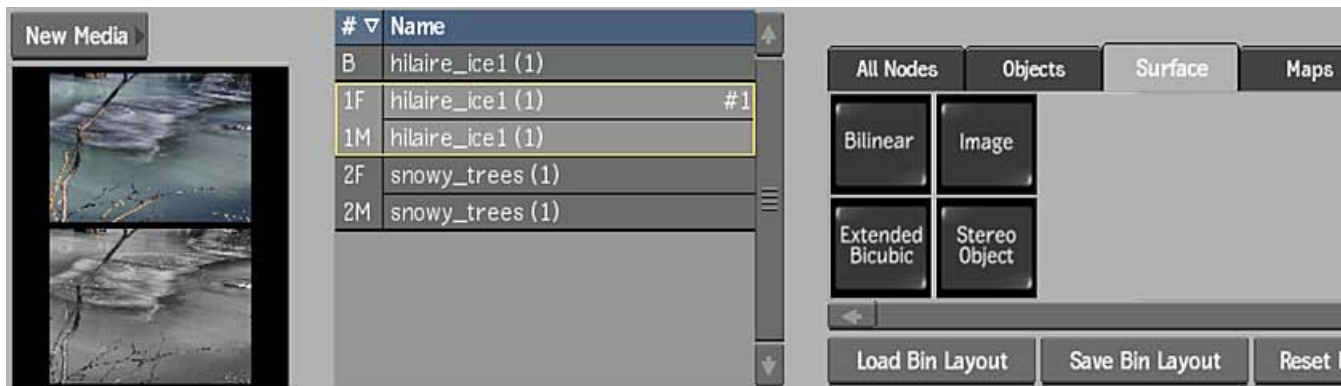 New Media
# Name
B hilaire_ice1 (1)
1F hilaire_ice1 (1) #1
1M hilaire_ice1 (1)
2F snowy_trees (1)
2M snowy_trees (1)
All Nodes Objects Surface Maps
Bilinear Image
Extended Bicubic
Stereo Object
Load Bin Layout Save Bin Layout Reset